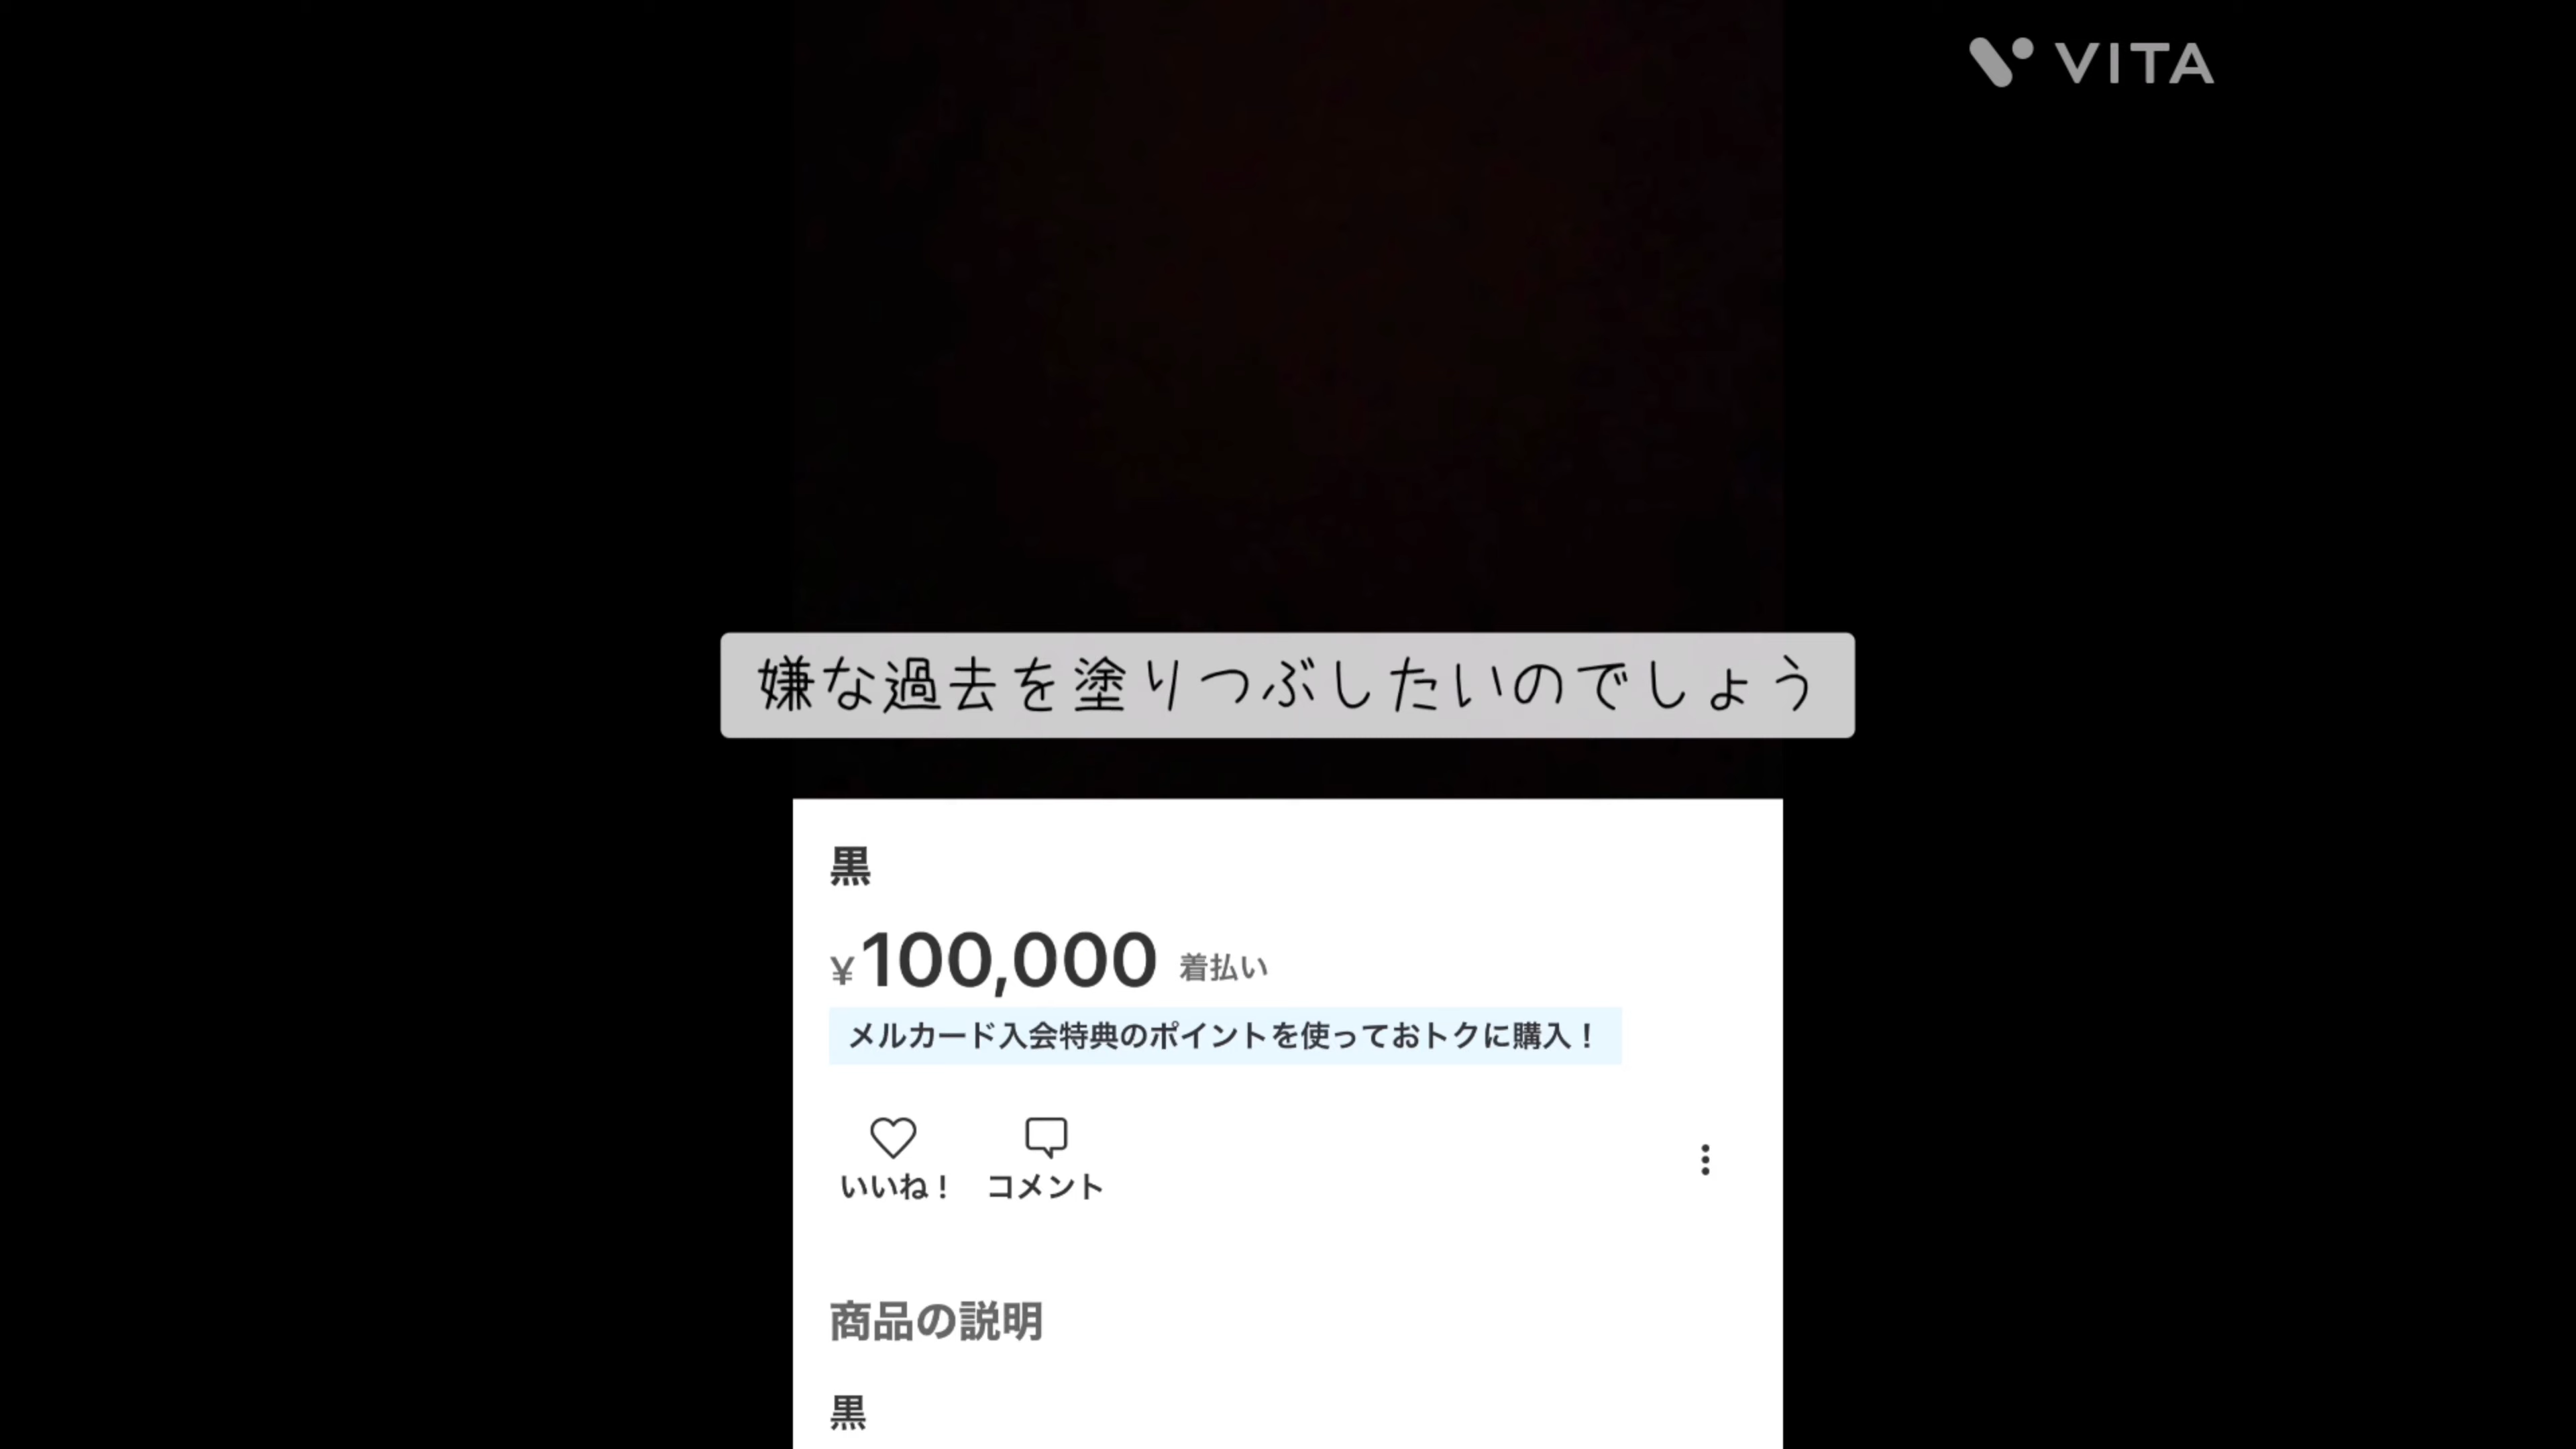 VITA
嫌な過去を塗りつぶしたいのでしょう
黒
¥100,000 着払い
メルカード入会特典のポイントを使っておトクに購入！
いいね！ コメント
商品の説明
黒